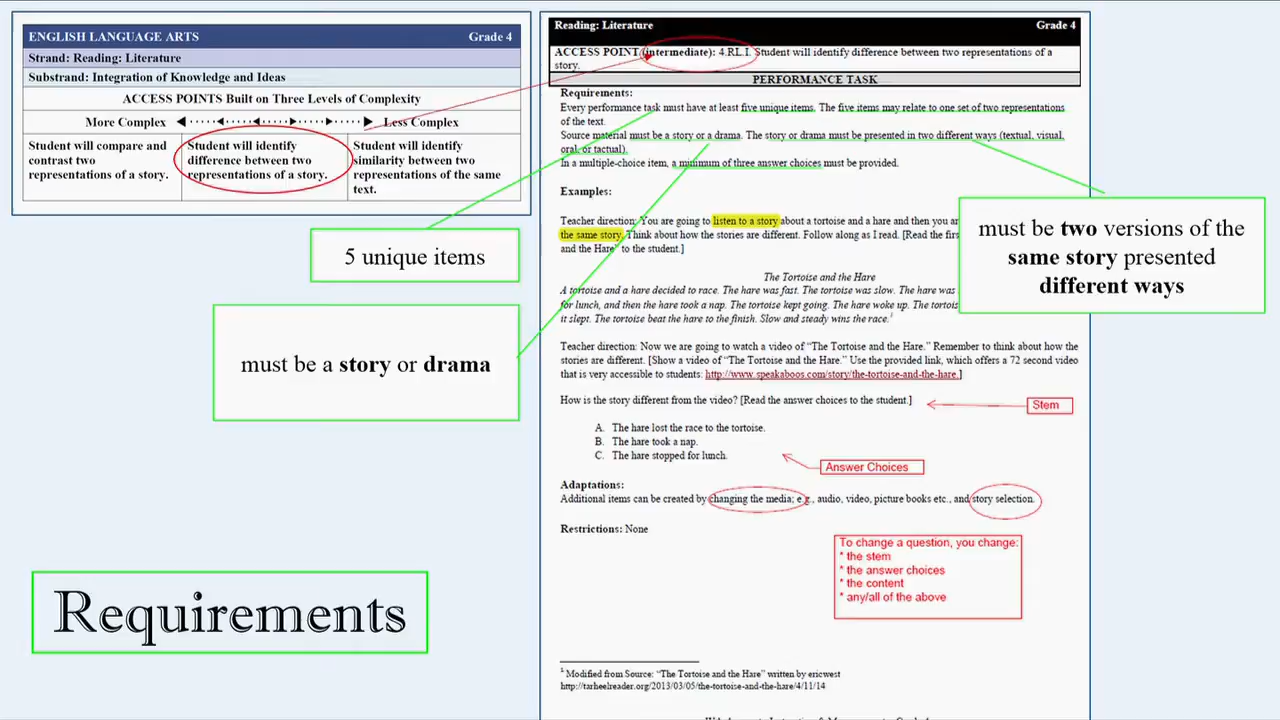 ENGLISH LANGUAGE ARTS Grade 4
Strand: Reading: Literature
Substrand: Integration of Knowledge and Ideas
ACCESS POINTS Built on Three Levels of Complexity
More Complex Less Complex
Student will compare and contrast two representations of a story.
Student will identify difference between two representations of a story.
Student will identify similarity between two representations of the same text.
5 unique items
must be a story or drama
Requirements
Reading: Literature Grade 4
ACCESS POINT (intermediate): 4.RL.I. Student will identify difference between two representations of a
story.
PERFORMANCE TASK
Requirements:
Every performance task must have at least five unique items. The five items may relate to one set of two representations
of the text.
Source material must be a story or a drama. The story or drama must be presented in two different ways (textual, visual,
oral, or tactual).
In a multiple-choice item, a minimum of three answer choices must be provided.
Examples:
Teacher direction: You are going to listen to a story about a tortoise and a hare and then you
the same story. Think about how the stories are different. Follow along as I read. [Read the
and the Hare" to the student.]
The Tortoise and the Hare
A tortoise and a hare decided to race. The hare was fast. The tortoise was slow. The hare was
for lunch, and then the hare took a nap. The tortoise kept going. The hare woke up. The
it slept. The tortoise beat the hare to the finish. Slow and steady wins the race.
Teacher direction: Now we are going to watch a video of "The Tortoise and the Hare." Remember to think about how the
stories are different. [Show a video of "The Tortoise and the Hare." Use the provided link, which offers a 72 second video
that is very accessible to students: http://www.speakaboos.com/story/the-tortoise-and-the-hare.]
How is the story different from the video? [Read the answer choices to the student.]
Stem
A. The hare lost the race to the tortoise.
B. The hare took a nap.
C. The hare stopped for lunch.
Answer Choices
Adaptations:
Additional items can be created by changing the media; e.g., audio, video, picture books etc., and story selection.
Restrictions: None
To change a question, you change:
* the stem
* the answer choices
* the content
* any/all of the above
Modified from Source: "The Tortoise and the Hare" written by ericwest
http://tarheelreader.org/2013/03/05/the-tortoise-and-the-hare/4/11/14
must be two versions of the
same story presented
different ways